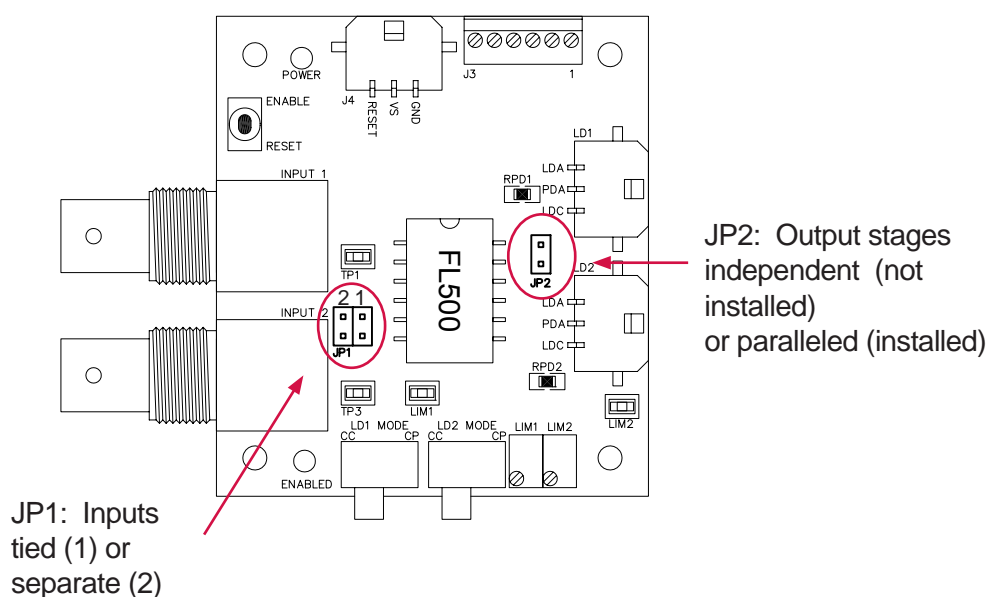 POWER
J4
RESET
VS
GND
J3
1
ENABLE
RESET
INPUT 1
LD1
LDA
PDA
LDC
RPD1
FL500
TP1
JP2
LD2
LDA
PDA
LDC
JP2: Output stages
independent (not
installed)
or paralleled (installed)
INPUT 2
2 1
JP1
RPD2
TP3
LIM1
LIM2
LD1 MODE
CC
CP
LD2 MODE
CC
CP
LIM1
LIM2
ENABLED
JP1: Inputs
tied (1) or
separate (2)